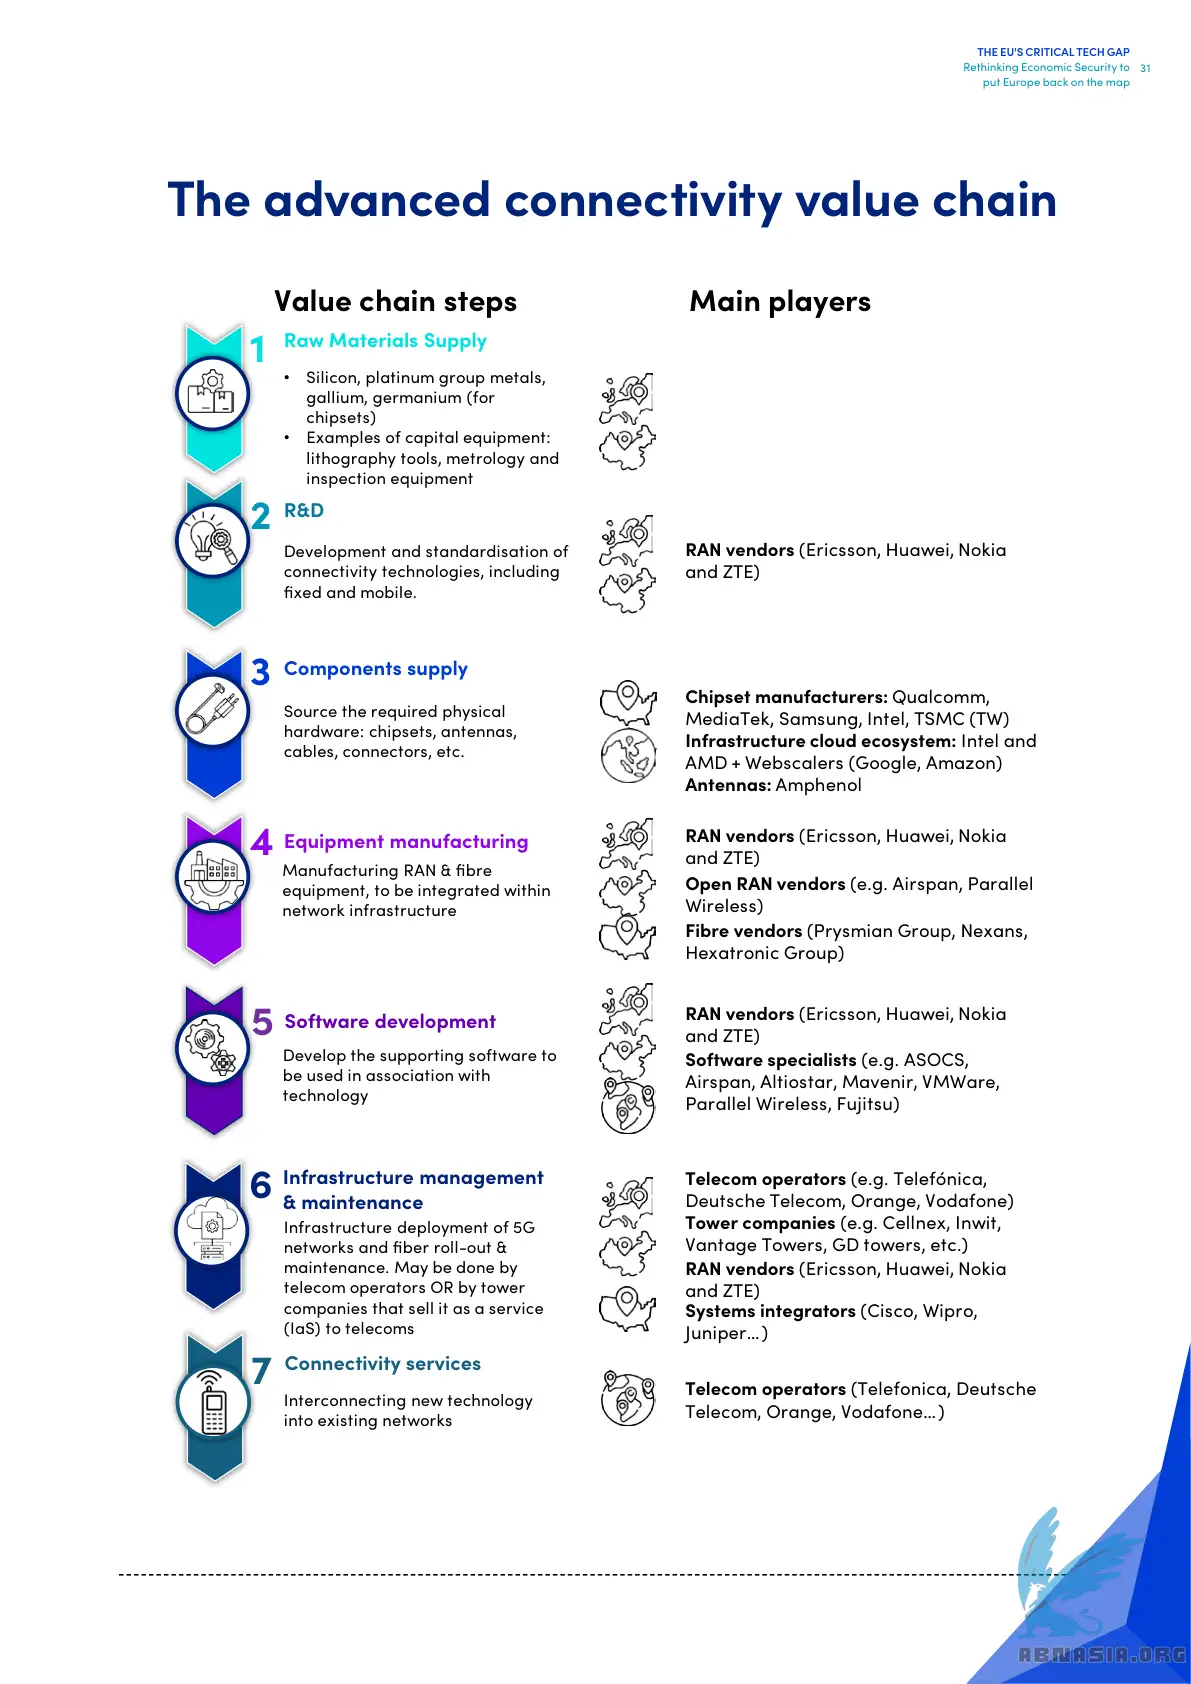 THE EU'S CRITICAL TECH GAP
Rethinking Economic Security to
put Europe back on the map
31
The advanced connectivity value chain
Value chain steps
Main players
1
Raw Materials Supply
• Silicon, platinum group metals,
gallium, germanium (for
chipsets)
• Examples of capital equipment:
lithography tools, metrology and
inspection equipment
2
R&D
Development and standardisation of
connectivity technologies, including
fixed and mobile.
RAN vendors (Ericsson, Huawei, Nokia
and ZTE)
3
Components supply
Source the required physical
hardware: chipsets, antennas,
cables, connectors, etc.
Chipset manufacturers: Qualcomm,
MediaTek, Samsung, Intel, TSMC (TW)
Infrastructure cloud ecosystem: Intel and
AMD + Webscalers (Google, Amazon)
Antennas: Amphenol
4
Equipment manufacturing
Manufacturing RAN & fibre
equipment, to be integrated within
network infrastructure
RAN vendors (Ericsson, Huawei, Nokia
and ZTE)
Open RAN vendors (e.g. Airspan, Parallel
Wireless)
Fibre vendors (Prysmian Group, Nexans,
Hexatronic Group)
5
Software development
Develop the supporting software to
be used in association with
technology
RAN vendors (Ericsson, Huawei, Nokia
and ZTE)
Software specialists (e.g. ASOCS,
Airspan, Altiostar, Mavenir, VMWare,
Parallel Wireless, Fujitsu)
6
Infrastructure management
& maintenance
Infrastructure deployment of 5G
networks and fiber roll-out &
maintenance. May be done by
telecom operators OR by tower
companies that sell it as a service
(IaS) to telecoms
Telecom operators (e.g. Telefónica,
Deutsche Telecom, Orange, Vodafone)
Tower companies (e.g. Cellnex, Inwit,
Vantage Towers, GD towers, etc.)
RAN vendors (Ericsson, Huawei, Nokia
and ZTE)
Systems integrators (Cisco, Wipro,
Juniper...)
7
Connectivity services
Interconnecting new technology
into existing networks
Telecom operators (Telefonica, Deutsche
Telecom, Orange, Vodafone...)
ABNASIA.ORG